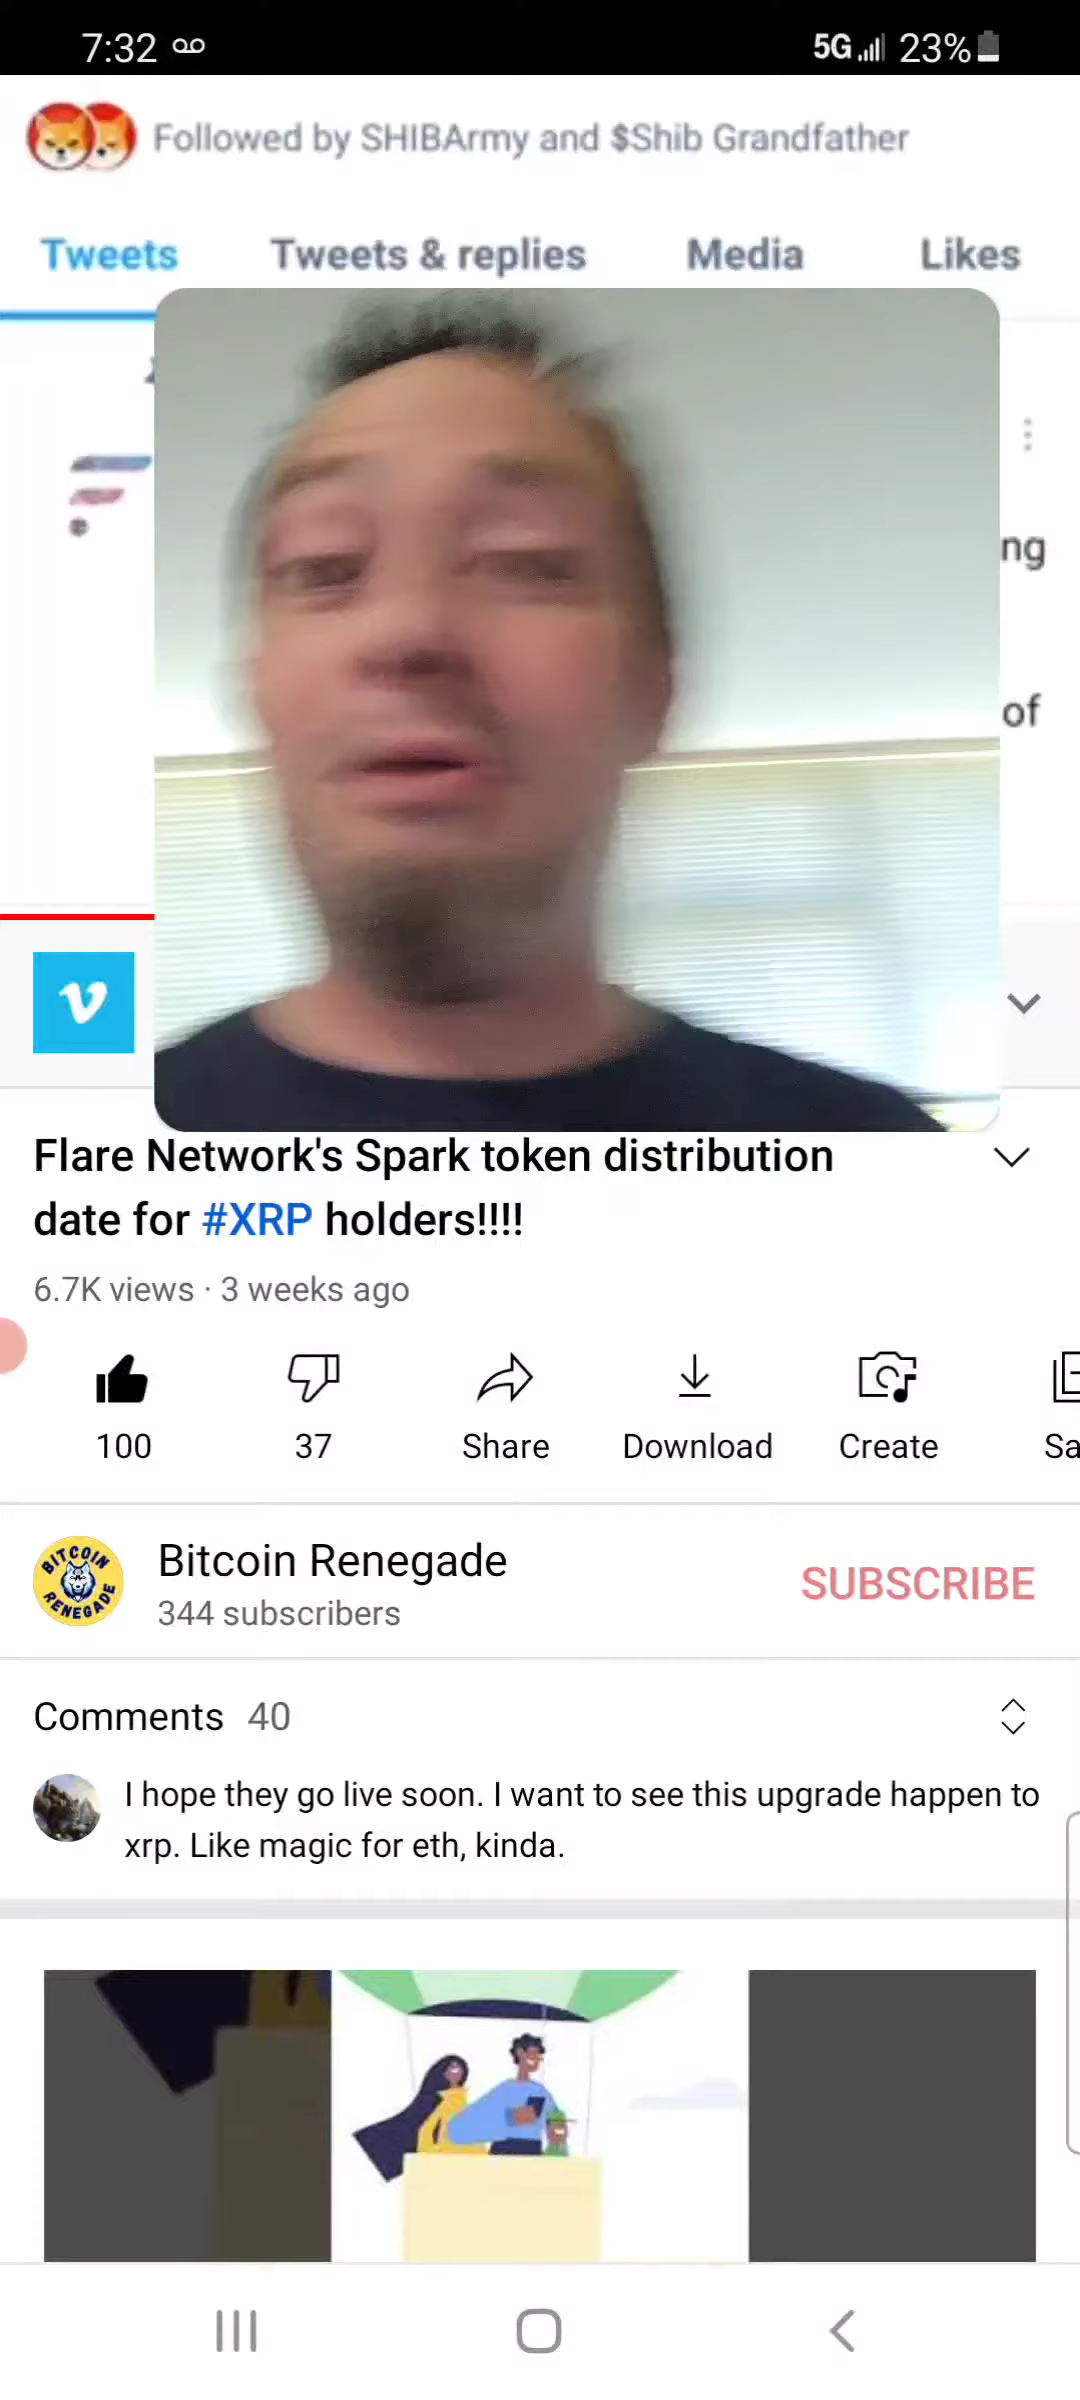 7:32
5G 23%
Followed by SHIBArmy and $Shib Grandfather
Tweets Tweets & replies Media Likes
ng
of
Flare Network's Spark token distribution
date for #XRP holders!!!!
6.7K views · 3 weeks ago
100 37 Share Download Create Sa
BITCOIN RENEGADE
Bitcoin Renegade
344 subscribers
SUBSCRIBE
Comments 40
I hope they go live soon. I want to see this upgrade happen to
xrp. Like magic for eth, kinda.